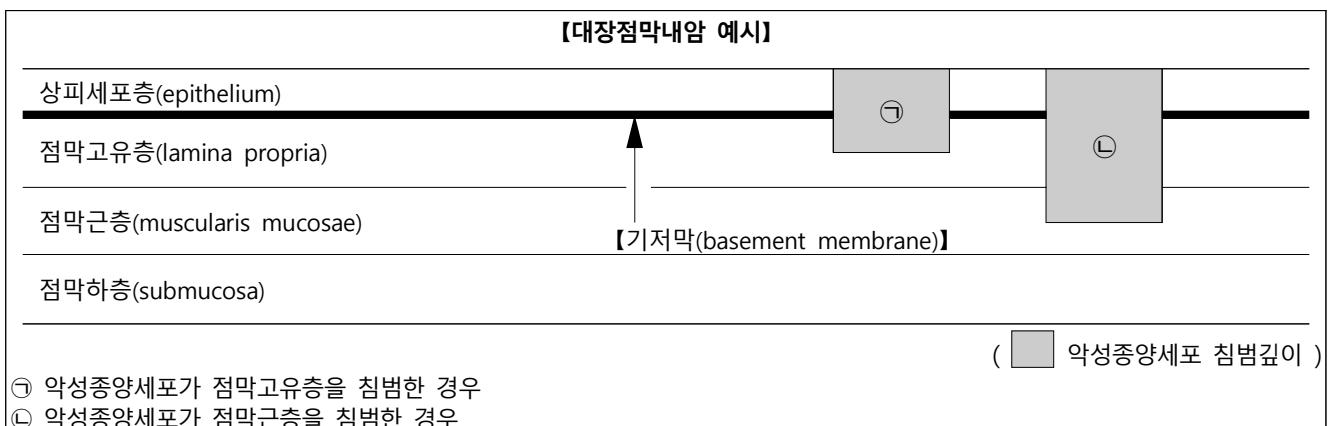 【대장점막내암 예시】
상피세포층(epithelium)
㉠
점막고유층(lamina propria)
㉡
점막근층(muscularis mucosae)
【기저막(basement membrane)】
점막하층(submucosa)
( 악성종양세포 침범깊이 )
㉠ 악성종양세포가 점막고유층을 침범한 경우
㉡ 악성종양세포가 점막근층을 침범한 경우